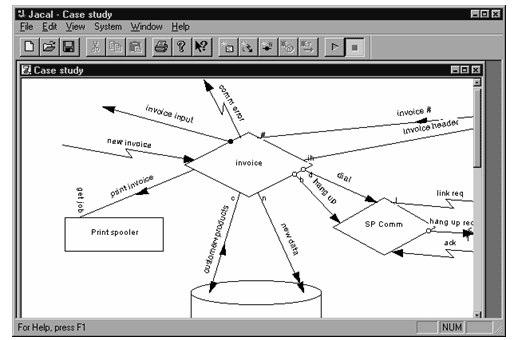 Jacal - Case study
File Edit View System Window Help
Case study
comm error
invoice input
invoice #
invoice header
new invoice
invoice
ih
dial
d
h
hang up
print invoice
get job
link req
c
n
Print spooler
SP Comm
hang up req
customer+products
new data
ack
For Help, press F1
NUM